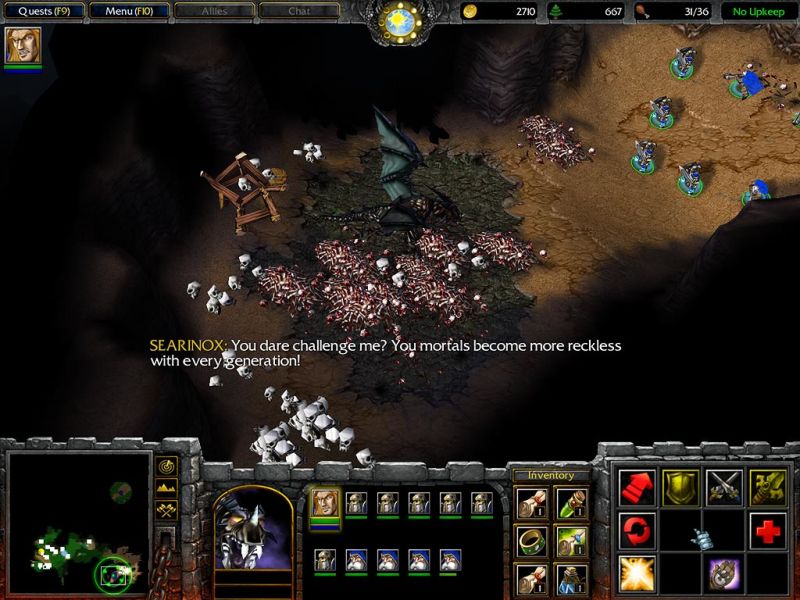 Quests (F9) Menu (F10) Allies Chat 2710 667 31/36 No Upkeep
SEARINOX: You dare challenge me? You mortals become more reckless
with every generation!
Inventory
1 1
1
1 1